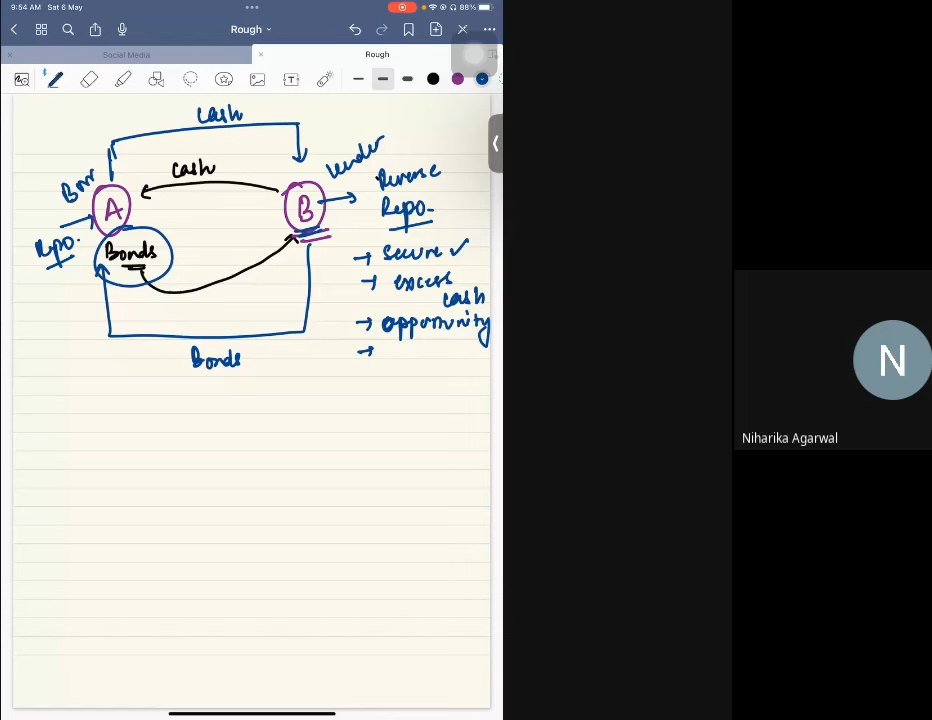 9:54 AM Sat 6 May
88%
Rough
Social Media
Rough
T
cash
lender
cash
Borr
Reverse
A
B
Repo-
Repo.
Bonds
secure ✓
excess
cash
opportunity
Bonds
N
Niharika Agarwal